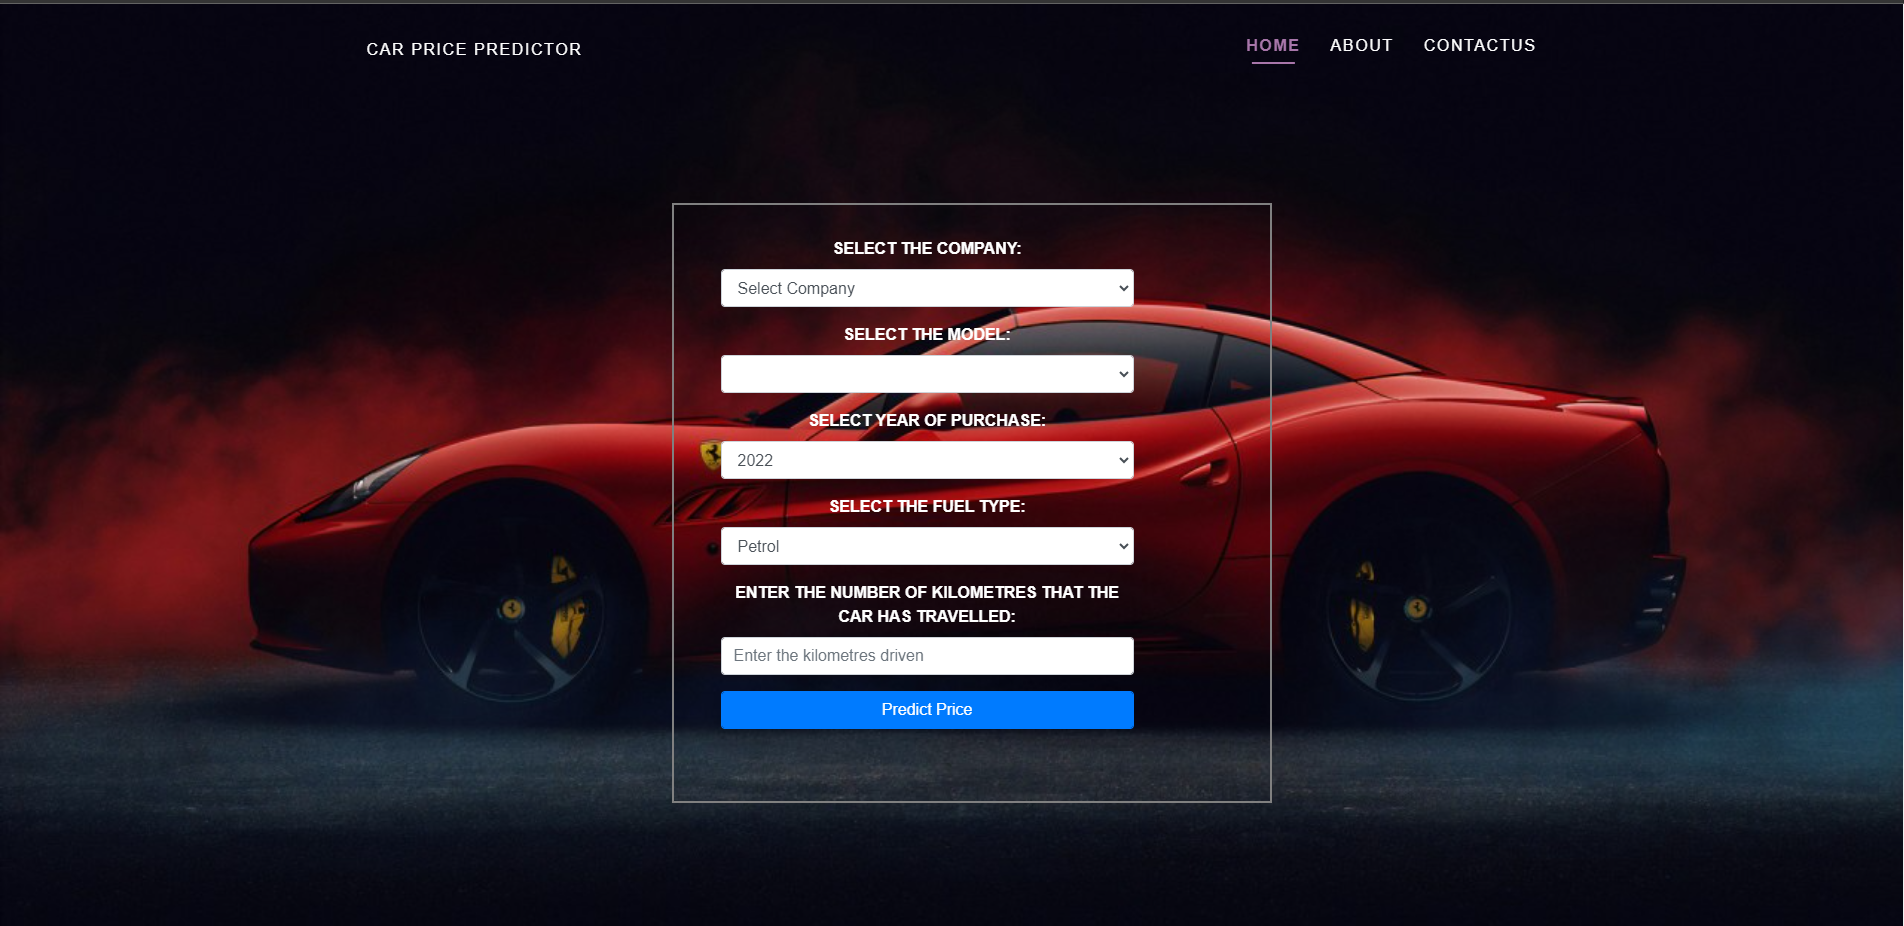 CAR PRICE PREDICTOR
HOME ABOUT CONTACTUS
SELECT THE COMPANY:
Select Company
SELECT THE MODEL:
SELECT YEAR OF PURCHASE:
2022
SELECT THE FUEL TYPE:
Petrol
ENTER THE NUMBER OF KILOMETRES THAT THE
CAR HAS TRAVELLED:
Enter the kilometres driven
Predict Price